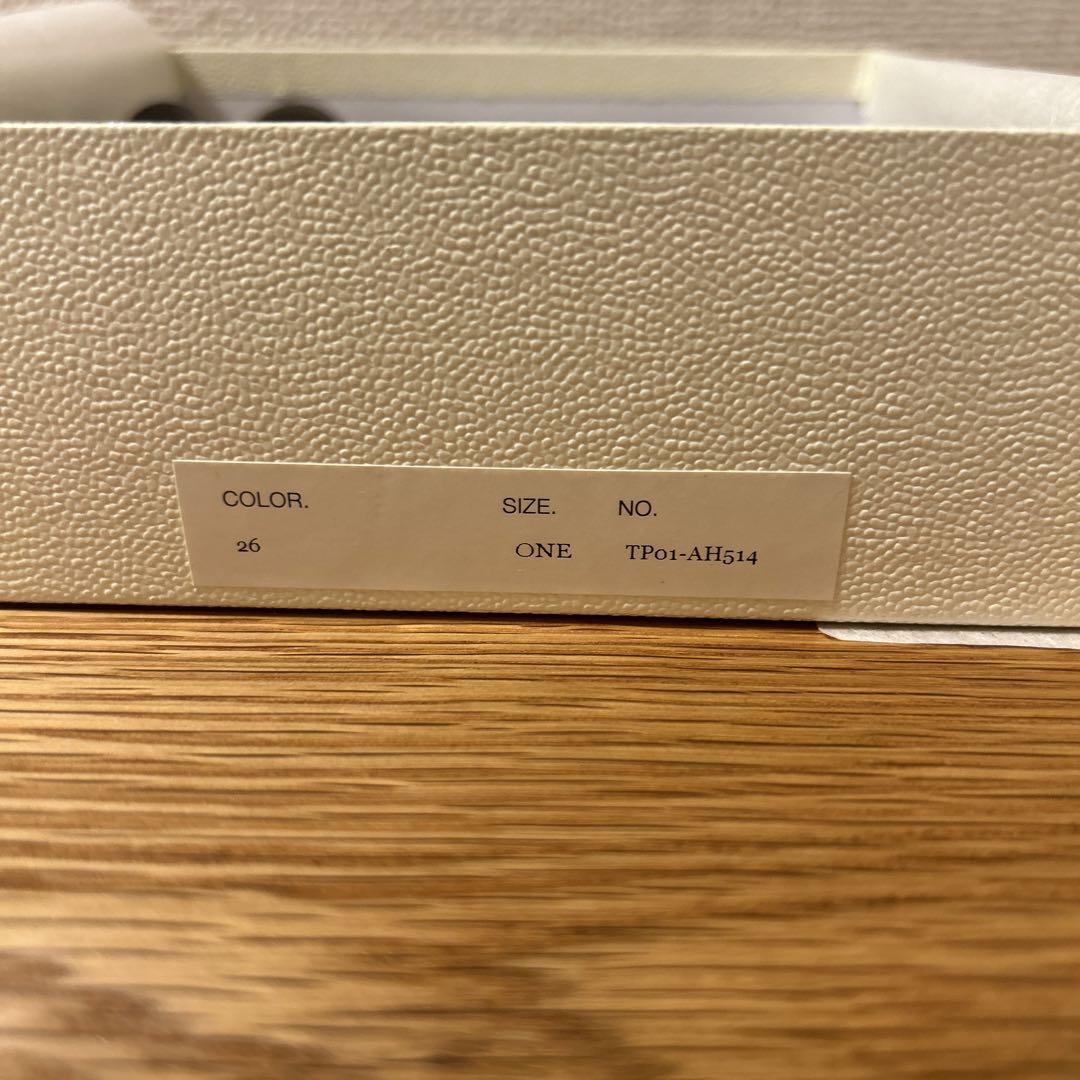 COLOR. SIZE. NO.
26 ONE TP01-AH514